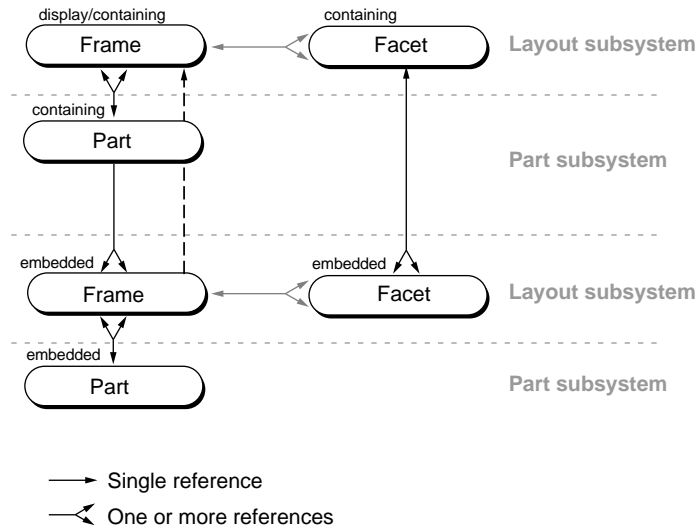 display/containing
containing
Frame
Facet
Layout subsystem
containing
Part
Part subsystem
embedded
embedded
Frame
Facet
Layout subsystem
embedded
Part
Part subsystem
Single reference
One or more references